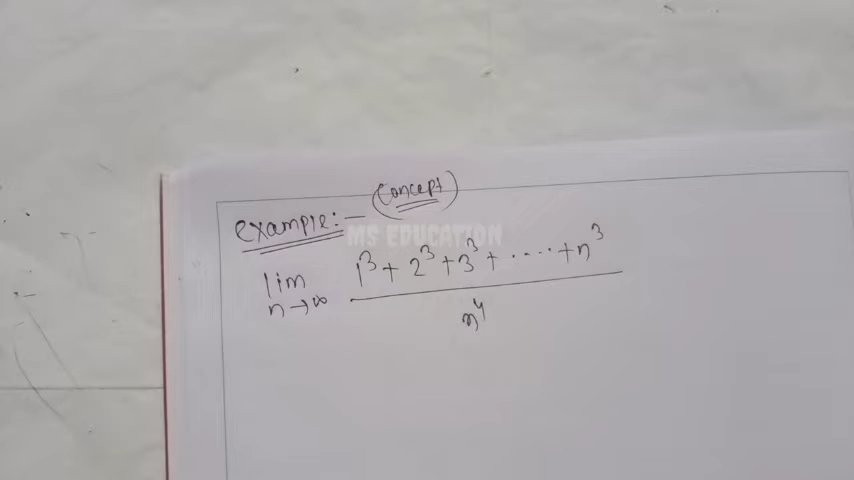 example:- (concept)
MS EDUCATION
lim n→∞ 1³ + 2³ + 3³ + ..... + n³
n⁴